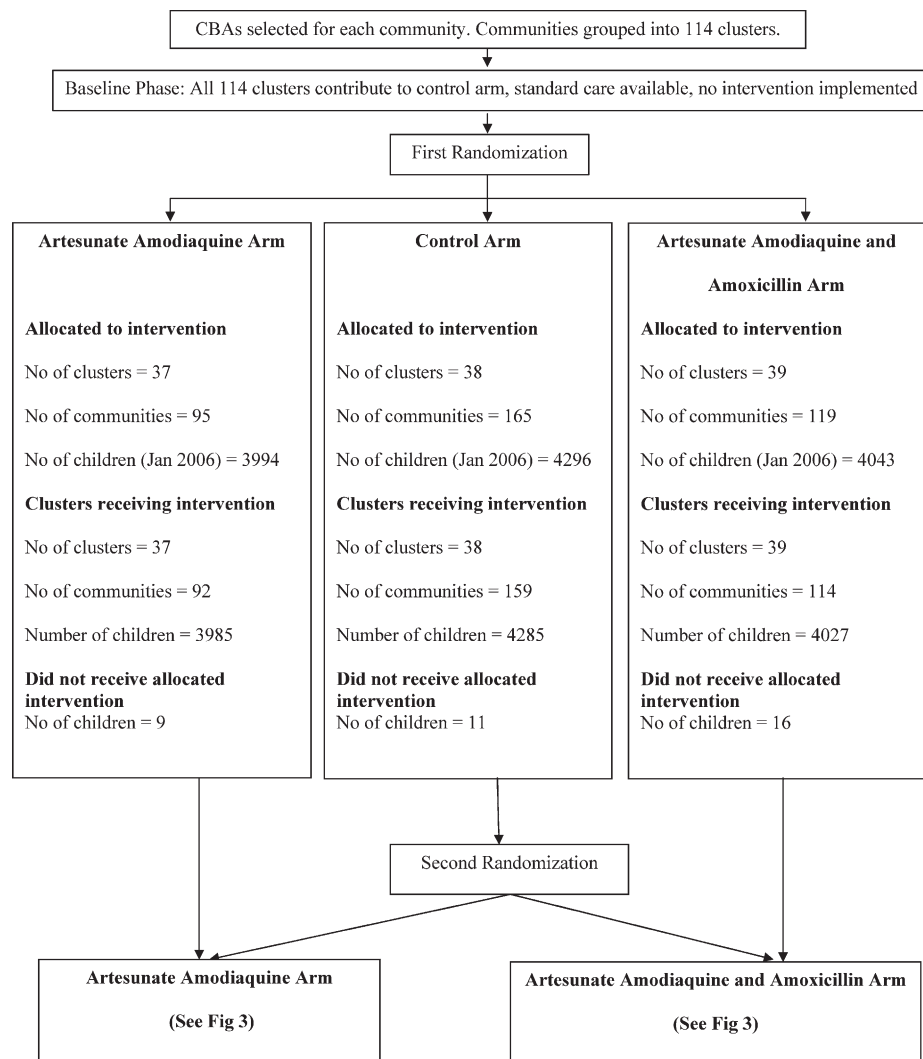 CBAs selected for each community. Communities grouped into 114 clusters.
Baseline Phase: All 114 clusters contribute to control arm, standard care available, no intervention implemented
First Randomization
Artesunate Amodiaquine Arm
Allocated to intervention
No of clusters = 37
No of communities = 95
No of children (Jan 2006) = 3994
Clusters receiving intervention
No of clusters = 37
No of communities = 92
Number of children = 3985
Did not receive allocated
intervention
No of children = 9
Control Arm
Allocated to intervention
No of clusters = 38
No of communities = 165
No of children (Jan 2006) = 4296
Clusters receiving intervention
No of clusters = 38
No of communities = 159
Number of children = 4285
Did not receive allocated
intervention
No of children = 11
Artesunate Amodiaquine and
Amoxicillin Arm
Allocated to intervention
No of clusters = 39
No of communities = 119
No of children (Jan 2006) = 4043
Clusters receiving intervention
No of clusters = 39
No of communities = 114
Number of children = 4027
Did not receive allocated
intervention
No of children = 16
Second Randomization
Artesunate Amodiaquine Arm
(See Fig 3)
Artesunate Amodiaquine and Amoxicillin Arm
(See Fig 3)